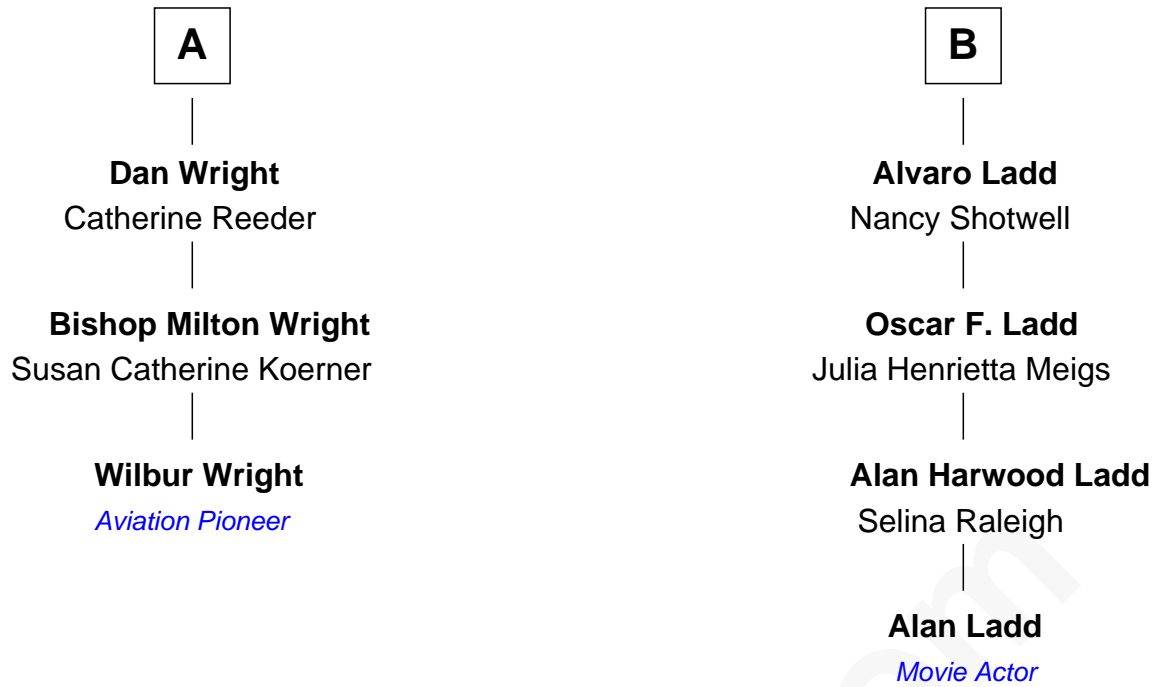 A
Dan Wright
Catherine Reeder
Bishop Milton Wright
Susan Catherine Koerner
Wilbur Wright
Aviation Pioneer
B
Alvaro Ladd
Nancy Shotwell
Oscar F. Ladd
Julia Henrietta Meigs
Alan Harwood Ladd
Selina Raleigh
Alan Ladd
Movie Actor